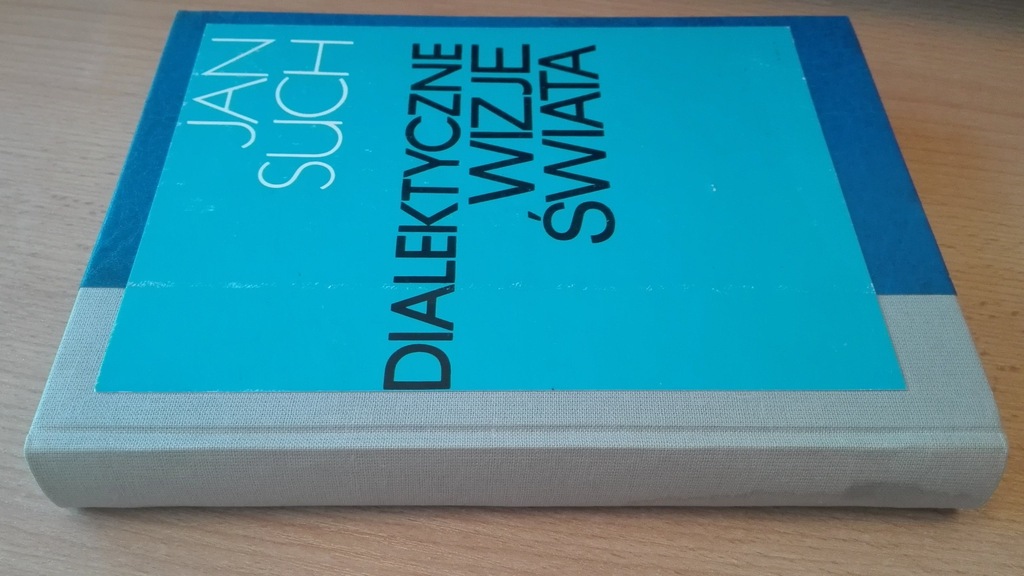 JAN
SUCH
DIALEKTYCZNE
WIZJE
ŚWIATA